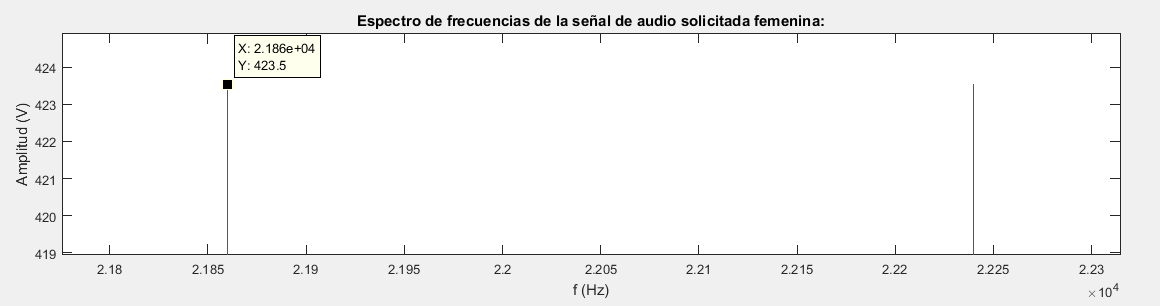 Espectro de frecuencias de la señal de audio solicitada femenina:
X: 2.186e+04
Y: 423.5
424
423
422
421
420
419
Amplitud (V)
2.18 2.185 2.19 2.195 2.2 2.205 2.21 2.215 2.22 2.225 2.23
f (Hz)
×10⁴